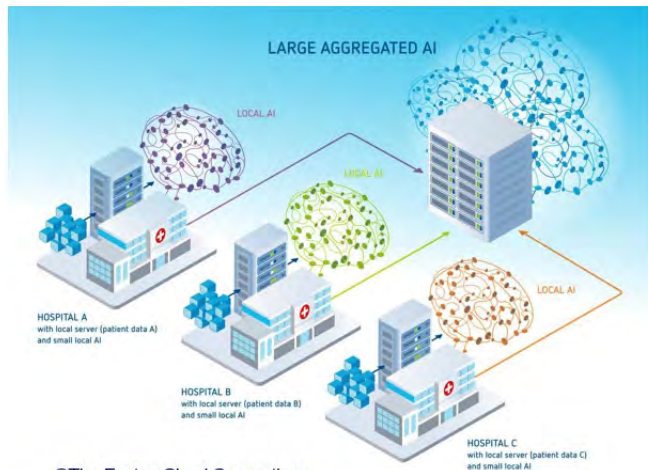 LARGE AGGREGATED AI
LOCAL AI
LOCAL AI
LOCAL AI
HOSPITAL A
with local server (patient data A)
and small local AI
HOSPITAL B
with local server (patient data B)
and small local AI
HOSPITAL C
with local server (patient data C)
and small local AI